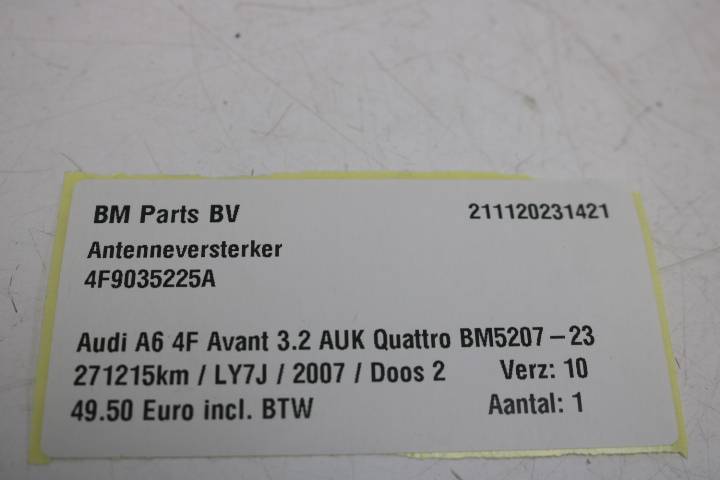 BM Parts BV 211120231421
Antenneversterker
4F9035225A
Audi A6 4F Avant 3.2 AUK Quattro BM5207-23
271215km / LY7J / 2007 / Doos 2 Verz: 10
49.50 Euro incl. BTW Aantal: 1